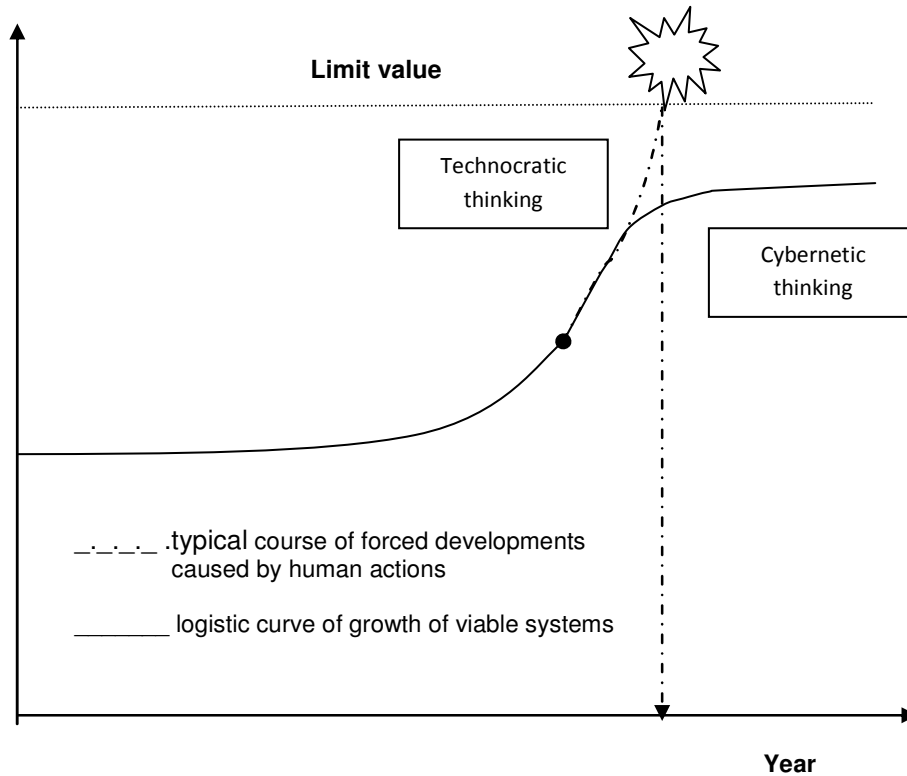 Limit value
Technocratic
thinking
Cybernetic
thinking
_._._._ .typical course of forced developments
caused by human actions
_______ logistic curve of growth of viable systems
Year